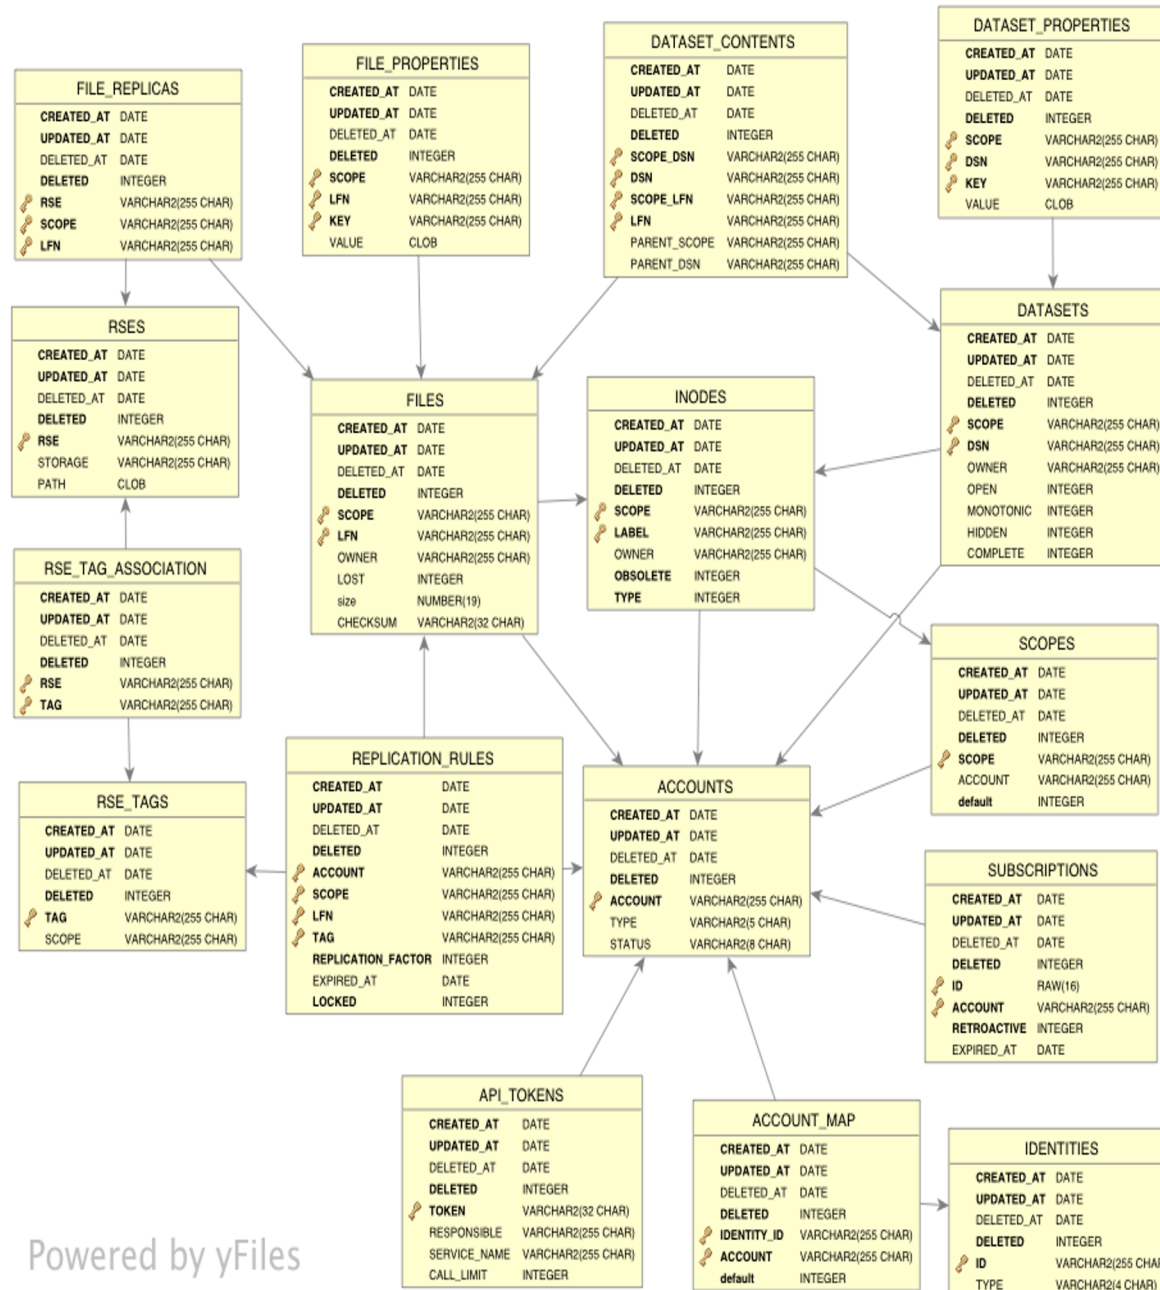 FILE_REPLICAS
CREATED_AT DATE
UPDATED_AT DATE
DELETED_AT DATE
DELETED INTEGER
RSE VARCHAR2(255 CHAR)
SCOPE VARCHAR2(255 CHAR)
LFN VARCHAR2(255 CHAR)
FILE_PROPERTIES
CREATED_AT DATE
UPDATED_AT DATE
DELETED_AT DATE
DELETED INTEGER
SCOPE VARCHAR2(255 CHAR)
LFN VARCHAR2(255 CHAR)
KEY VARCHAR2(255 CHAR)
VALUE CLOB
DATASET_CONTENTS
CREATED_AT DATE
UPDATED_AT DATE
DELETED_AT DATE
DELETED INTEGER
SCOPE_DSN VARCHAR2(255 CHAR)
DSN VARCHAR2(255 CHAR)
SCOPE_LFN VARCHAR2(255 CHAR)
LFN VARCHAR2(255 CHAR)
PARENT_SCOPE VARCHAR2(255 CHAR)
PARENT_DSN VARCHAR2(255 CHAR)
DATASET_PROPERTIES
CREATED_AT DATE
UPDATED_AT DATE
DELETED_AT DATE
DELETED INTEGER
SCOPE VARCHAR2(255 CHAR)
DSN VARCHAR2(255 CHAR)
KEY VARCHAR2(255 CHAR)
VALUE CLOB
RSES
CREATED_AT DATE
UPDATED_AT DATE
DELETED_AT DATE
DELETED INTEGER
RSE VARCHAR2(255 CHAR)
STORAGE VARCHAR2(255 CHAR)
PATH CLOB
FILES
CREATED_AT DATE
UPDATED_AT DATE
DELETED_AT DATE
DELETED INTEGER
SCOPE VARCHAR2(255 CHAR)
LFN VARCHAR2(255 CHAR)
OWNER VARCHAR2(255 CHAR)
LOST INTEGER
size NUMBER(19)
CHECKSUM VARCHAR2(32 CHAR)
INODES
CREATED_AT DATE
UPDATED_AT DATE
DELETED_AT DATE
DELETED INTEGER
SCOPE VARCHAR2(255 CHAR)
LABEL VARCHAR2(255 CHAR)
OWNER VARCHAR2(255 CHAR)
OBSOLETE INTEGER
TYPE INTEGER
DATASETS
CREATED_AT DATE
UPDATED_AT DATE
DELETED_AT DATE
DELETED INTEGER
SCOPE VARCHAR2(255 CHAR)
DSN VARCHAR2(255 CHAR)
OWNER VARCHAR2(255 CHAR)
OPEN INTEGER
MONOTONIC INTEGER
HIDDEN INTEGER
COMPLETE INTEGER
RSE_TAG_ASSOCIATION
CREATED_AT DATE
UPDATED_AT DATE
DELETED_AT DATE
DELETED INTEGER
RSE VARCHAR2(255 CHAR)
TAG VARCHAR2(255 CHAR)
SCOPES
CREATED_AT DATE
UPDATED_AT DATE
DELETED_AT DATE
DELETED INTEGER
SCOPE VARCHAR2(255 CHAR)
ACCOUNT VARCHAR2(255 CHAR)
default INTEGER
RSE_TAGS
CREATED_AT DATE
UPDATED_AT DATE
DELETED_AT DATE
DELETED INTEGER
TAG VARCHAR2(255 CHAR)
SCOPE VARCHAR2(255 CHAR)
REPLICATION_RULES
CREATED_AT DATE
UPDATED_AT DATE
DELETED_AT DATE
DELETED INTEGER
ACCOUNT VARCHAR2(255 CHAR)
SCOPE VARCHAR2(255 CHAR)
LFN VARCHAR2(255 CHAR)
TAG VARCHAR2(255 CHAR)
REPLICATION_FACTOR INTEGER
EXPIRED_AT DATE
LOCKED INTEGER
ACCOUNTS
CREATED_AT DATE
UPDATED_AT DATE
DELETED_AT DATE
DELETED INTEGER
ACCOUNT VARCHAR2(255 CHAR)
TYPE VARCHAR2(5 CHAR)
STATUS VARCHAR2(8 CHAR)
SUBSCRIPTIONS
CREATED_AT DATE
UPDATED_AT DATE
DELETED_AT DATE
DELETED INTEGER
ID RAW(16)
ACCOUNT VARCHAR2(255 CHAR)
RETROACTIVE INTEGER
EXPIRED_AT DATE
API_TOKENS
CREATED_AT DATE
UPDATED_AT DATE
DELETED_AT DATE
DELETED INTEGER
TOKEN VARCHAR2(32 CHAR)
RESPONSIBLE VARCHAR2(255 CHAR)
SERVICE_NAME VARCHAR2(255 CHAR)
CALL_LIMIT INTEGER
ACCOUNT_MAP
CREATED_AT DATE
UPDATED_AT DATE
DELETED_AT DATE
DELETED INTEGER
IDENTITY_ID VARCHAR2(255 CHAR)
ACCOUNT VARCHAR2(255 CHAR)
default INTEGER
IDENTITIES
CREATED_AT DATE
UPDATED_AT DATE
DELETED_AT DATE
DELETED INTEGER
ID VARCHAR2(255 CHAR
TYPE VARCHAR2(4 CHAR)
Powered by yFiles